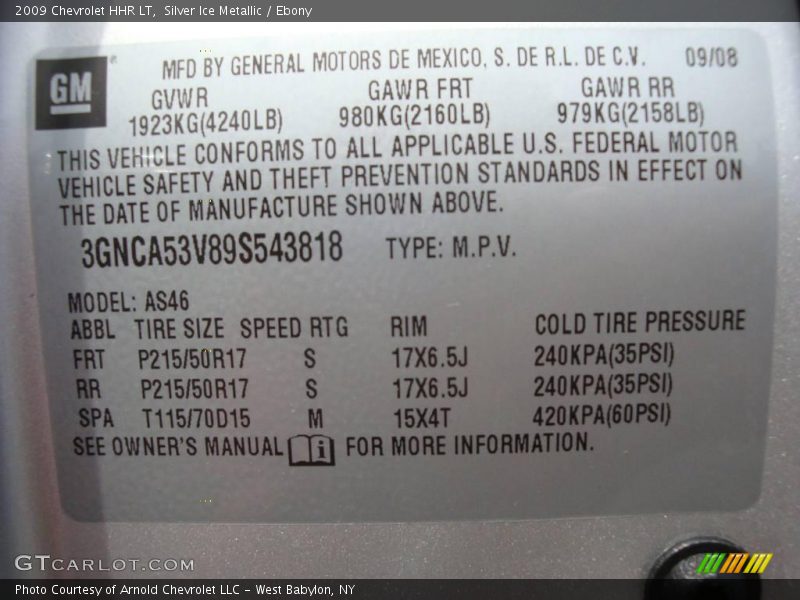 2009 Chevrolet HHR LT,  Silver Ice Metallic / Ebony
GM ® MFD BY GENERAL MOTORS DE MEXICO, S. DE R.L. DE C.V. 09/08
GVWR GAWR FRT GAWR RR
1923KG(4240LB) 980KG(2160LB) 979KG(2158LB)
THIS VEHICLE CONFORMS TO ALL APPLICABLE U.S. FEDERAL MOTOR
VEHICLE SAFETY AND THEFT PREVENTION STANDARDS IN EFFECT ON
THE DATE OF MANUFACTURE SHOWN ABOVE.
3GNCA53V89S543818 TYPE: M.P.V.
MODEL: AS46
ABBL TIRE SIZE SPEED RTG RIM COLD TIRE PRESSURE
FRT P215/50R17 S 17X6.5J 240KPA(35PSI)
RR P215/50R17 S 17X6.5J 240KPA(35PSI)
SPA T115/70D15 M 15X4T 420KPA(60PSI)
SEE OWNER'S MANUAL i FOR MORE INFORMATION.
GTCARLOT.COM
Photo Courtesy of Arnold Chevrolet LLC - West Babylon, NY